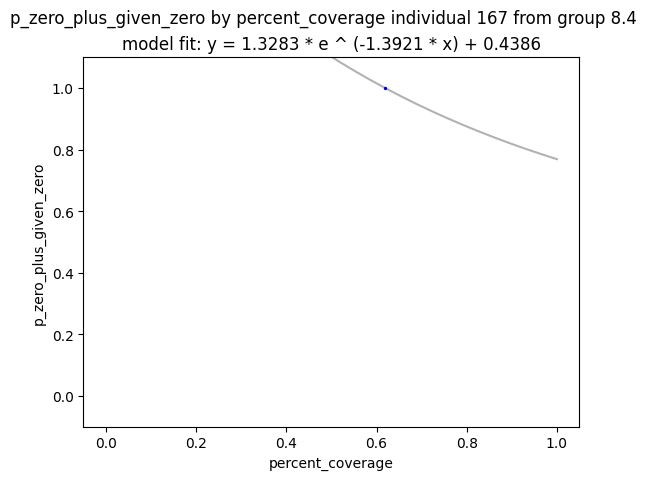 p_zero_plus_given_zero by percent_coverage individual 167 from group 8.4
model fit: y = 1.3283 * e ^ (-1.3921 * x) + 0.4386
1.0
0.8
0.6
0.4
0.2
0.0
p_zero_plus_given_zero
0.0 0.2 0.4 0.6 0.8 1.0
percent_coverage